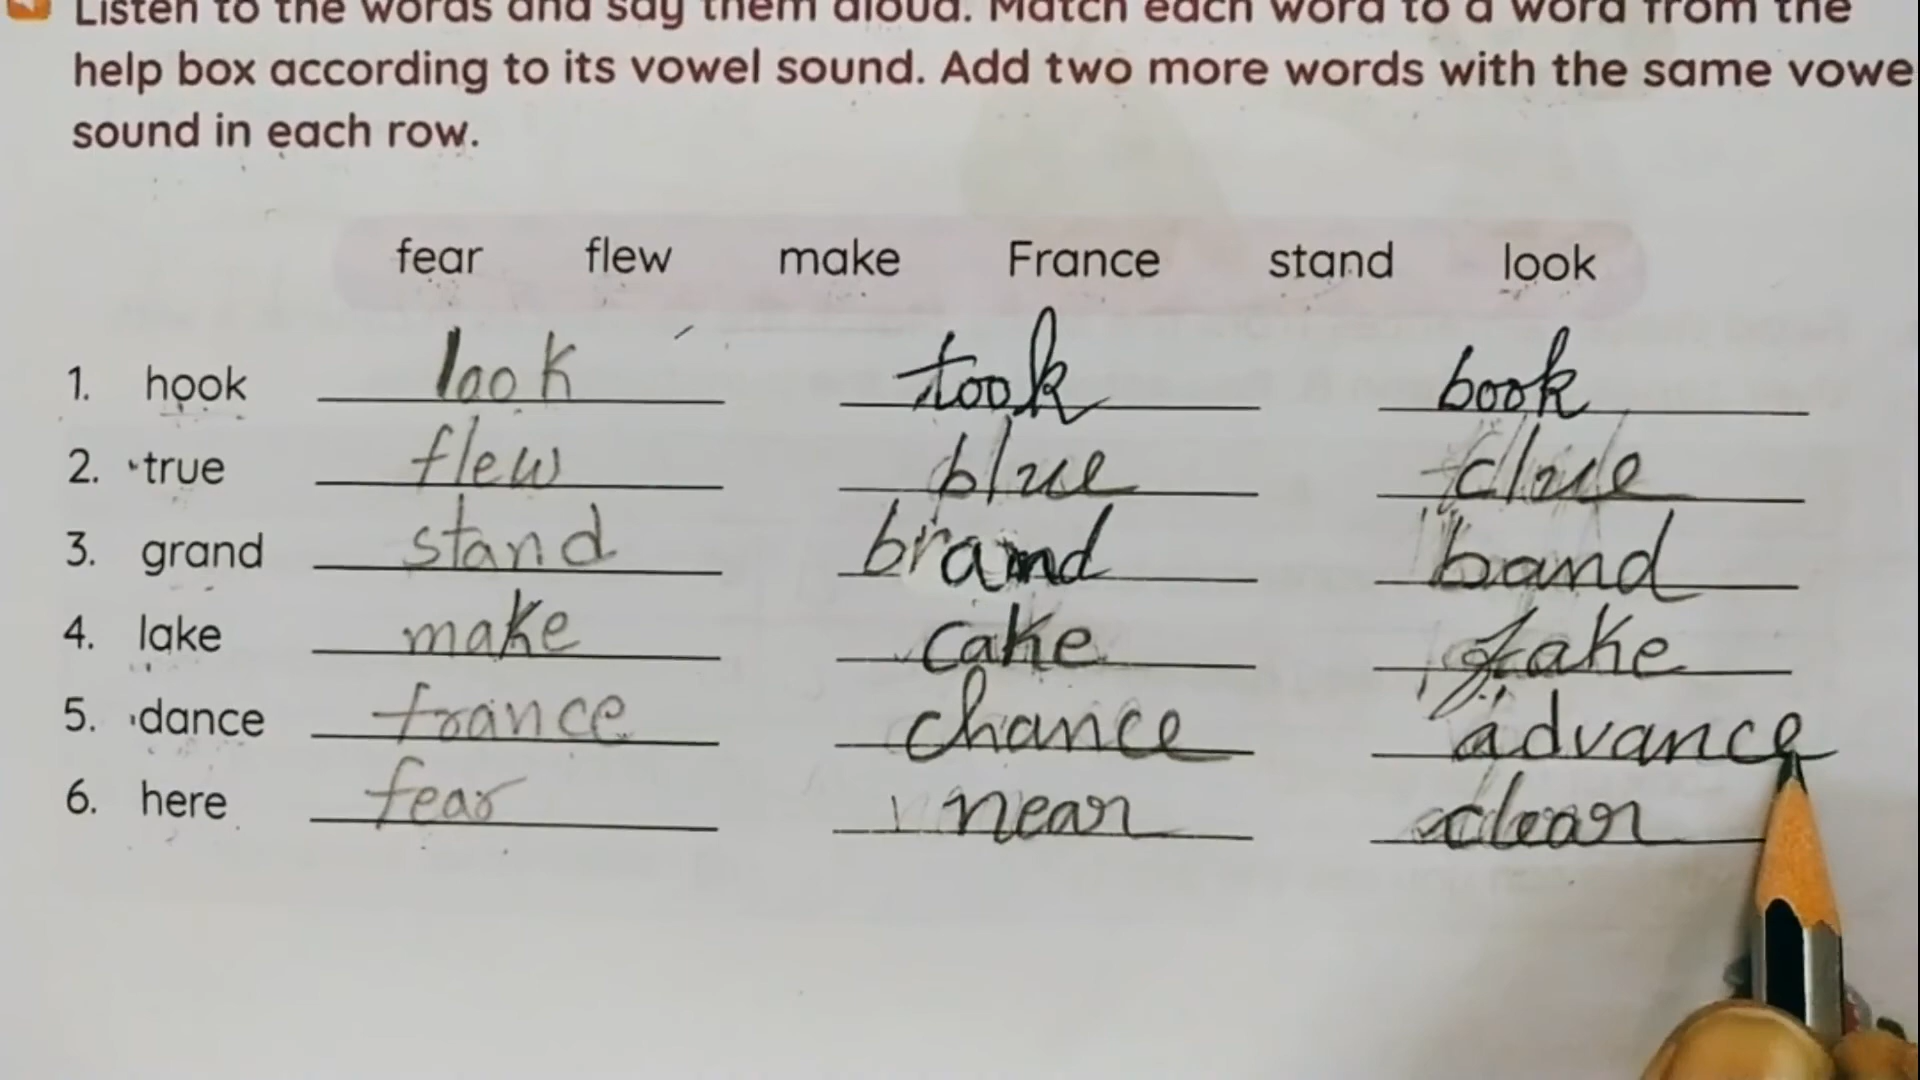 Listen to the words and say them aloud. Match each word to a word from the
help box according to its vowel sound. Add two more words with the same vowe
sound in each row.
fear flew make France stand look
1. hook look took book
2. true flew blue clue
3. grand stand brand band
4. lake make cake fake
5. dance france chance advance
6. here fear near clear